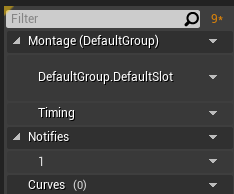 Filter 9*
Montage (DefaultGroup)
DefaultGroup.DefaultSlot
Timing
Notifies
1
Curves (0)